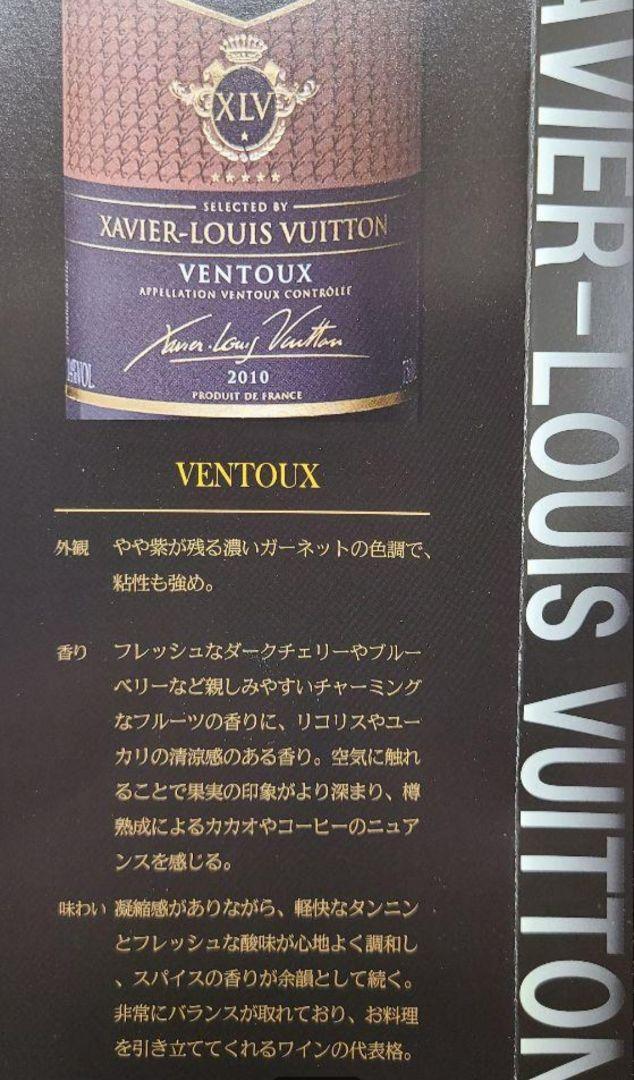 XLV
SELECTED BY
XAVIER-LOUIS VUITTON
VENTOUX
APPELLATION VENTOUX CONTRÔLÉE
Xavier-Louis Vuitton
2010
PRODUIT DE FRANCE
VENTOUX
外観 やや紫が残る濃いガーネットの色調で、
粘性も強め。
香り フレッシュなダークチェリーやブルー
ベリーなど親しみやすいチャーミング
なフルーツの香りに、リコリスやユー
カリの清涼感のある香り。空気に触れ
ることで果実の印象がより深まり、樽
熟成によるカカオやコーヒーのニュア
ンスを感じる。
味わい 凝縮感がありながら、軽快なタンニン
とフレッシュな酸味が心地よく調和し
、スパイスの香りが余韻として続く。
非常にバランスが取れており、お料理
を引き立ててくれるワインの代表格。
AVIER-LOUIS VUITTON